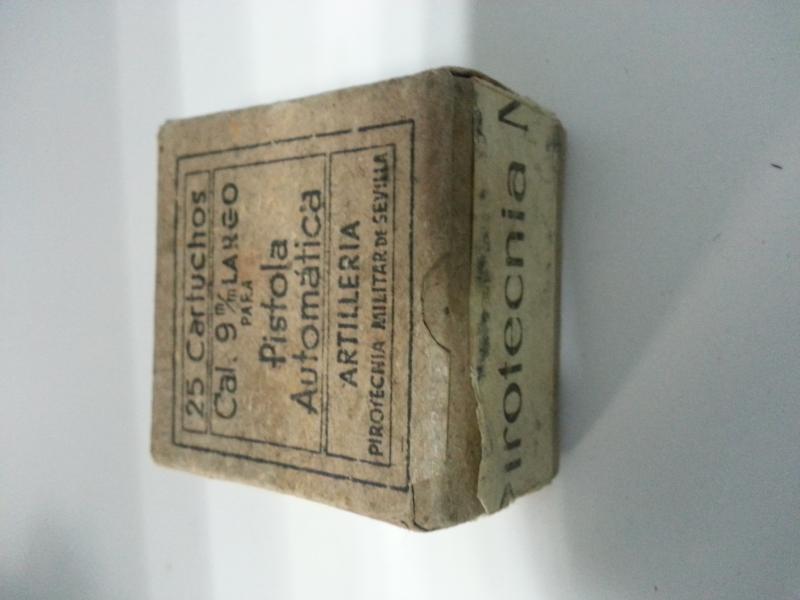 25 Cartuchos
Cal. 9 m/m LARGO
PARA
Pistola
Automática
ARTILLERIA
PIROTECNIA MILITAR DE SEVILLA
Pirotecnia M